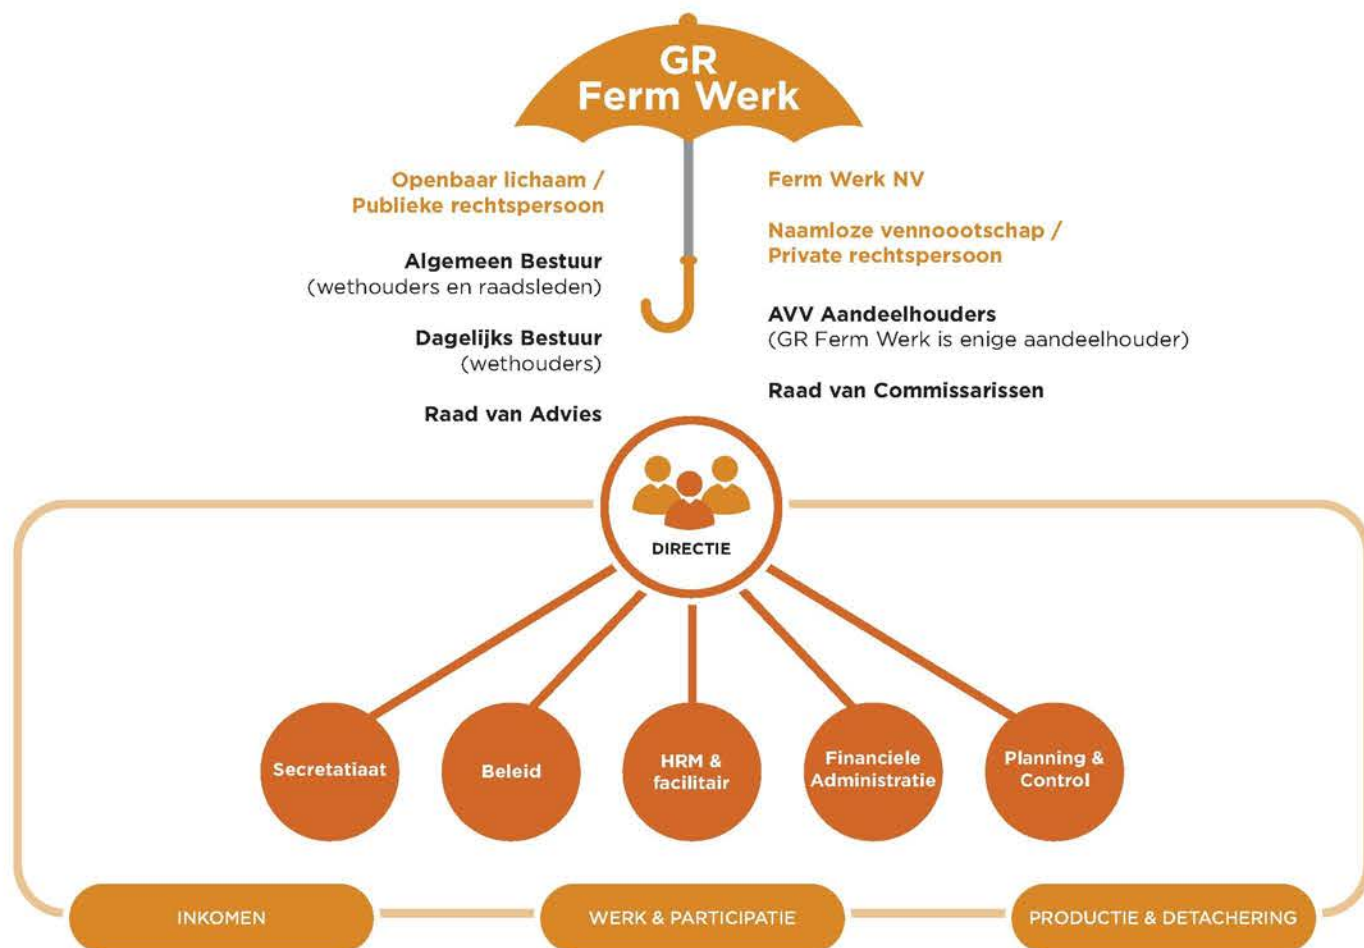 GR
Ferm Werk
Openbaar lichaam /
Publieke rechtspersoon
Algemeen Bestuur
(wethouders en raadsleden)
Dagelijks Bestuur
(wethouders)
Raad van Advies
Ferm Werk NV
Naamloze vennoootschap /
Private rechtspersoon
AVV Aandeelhouders
(GR Ferm Werk is enige aandeelhouder)
Raad van Commissarissen
DIRECTIE
Secretatiaat
Beleid
HRM &
facilitair
Financiele
Administratie
Planning &
Control
INKOMEN
WERK & PARTICIPATIE
PRODUCTIE & DETACHERING